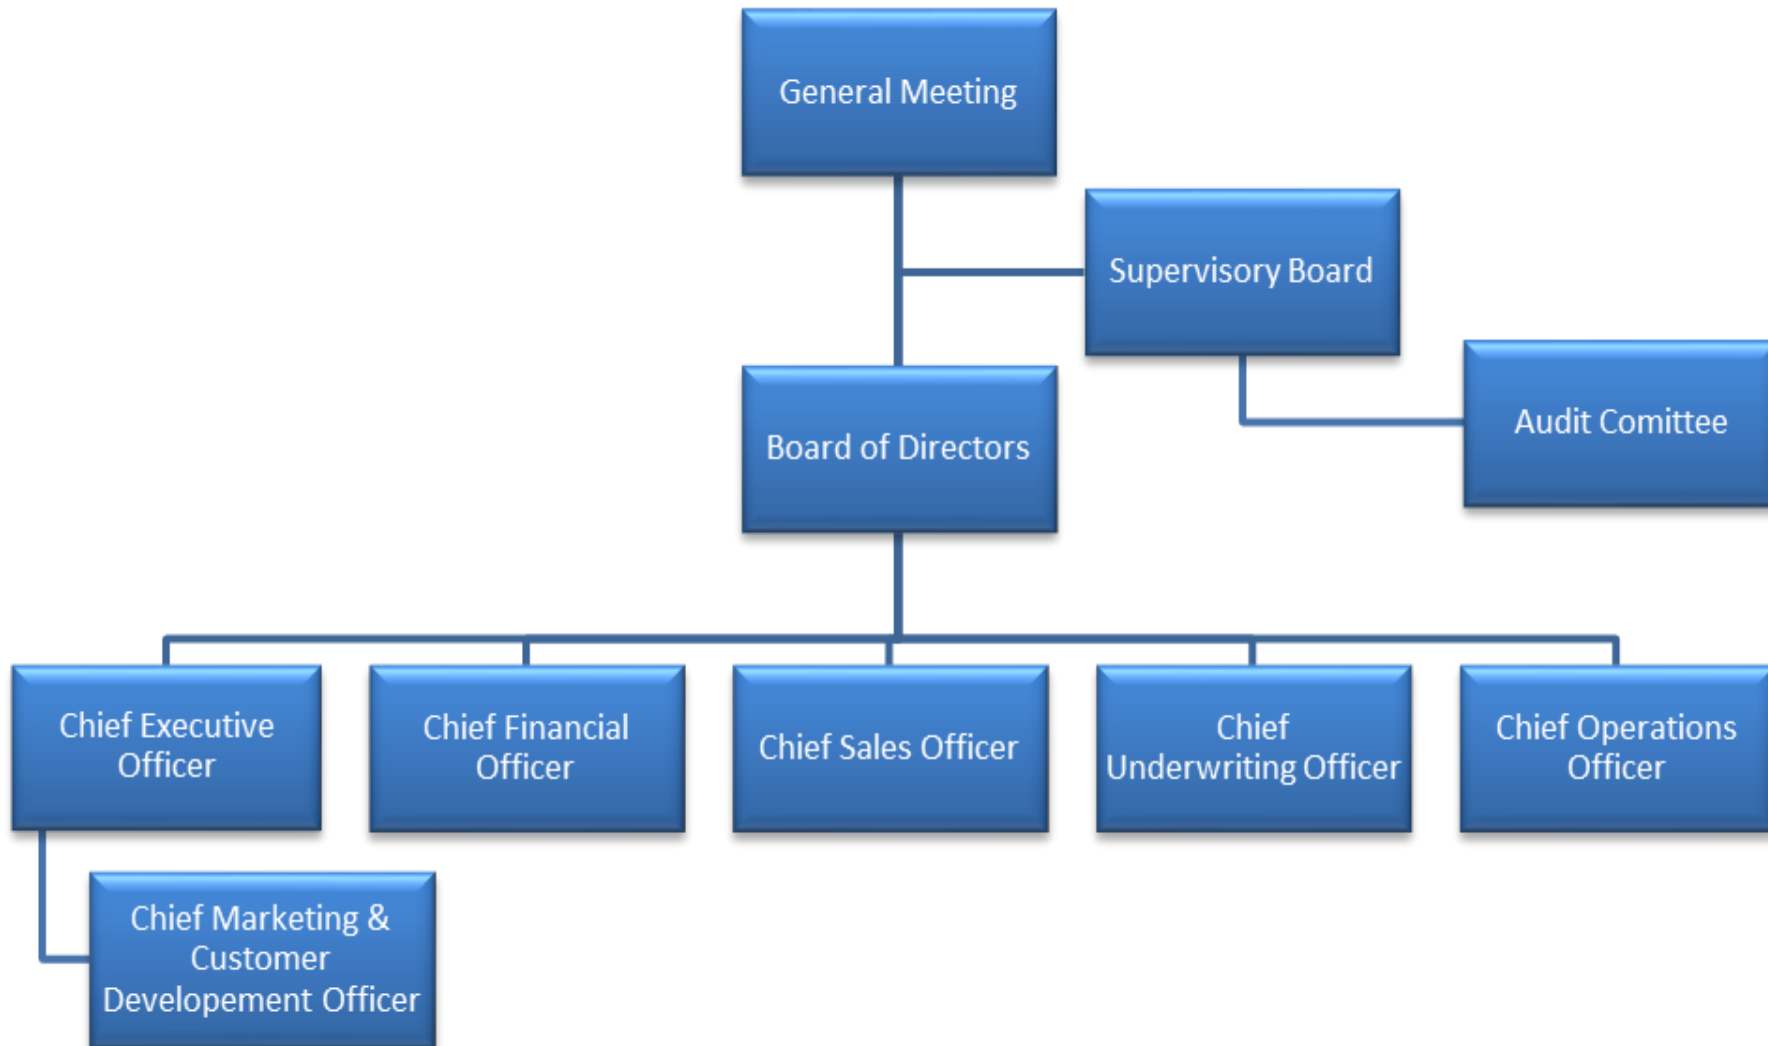 General Meeting
Supervisory Board
Audit Comittee
Board of Directors
Chief Executive
Officer
Chief Financial
Officer
Chief Sales Officer
Chief
Underwriting Officer
Chief Operations
Officer
Chief Marketing &
Customer
Developement Officer